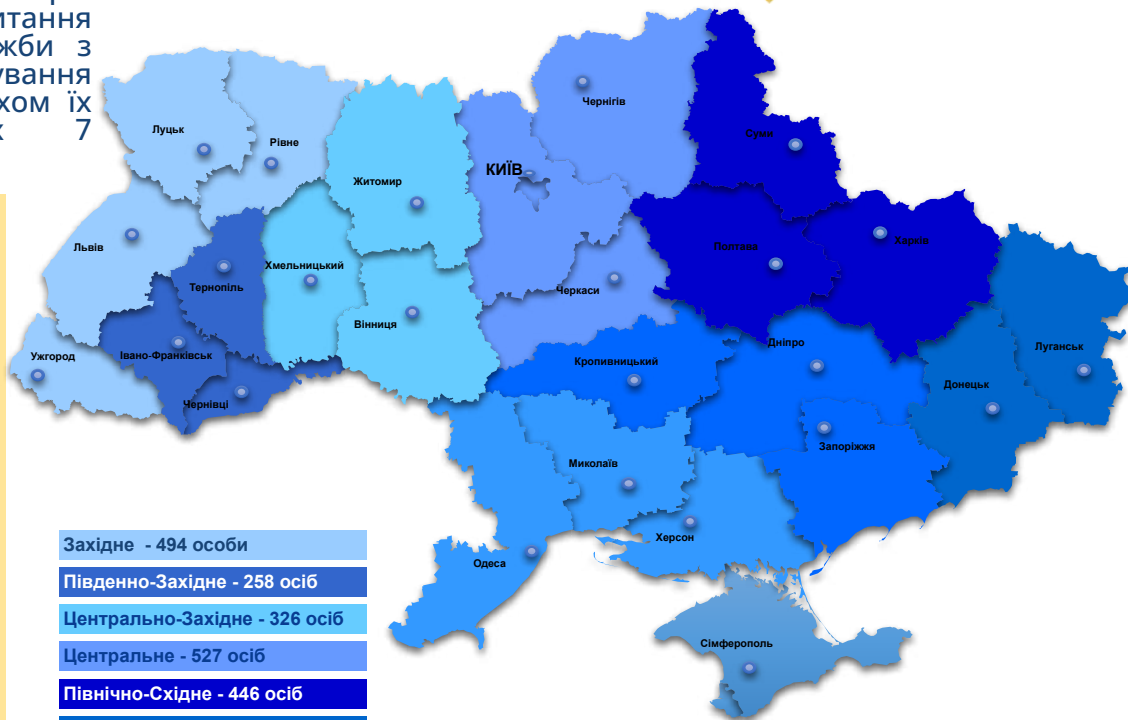 итання
жби з
ування
хом їх
7
Луцьк
Рівне
Житомир
КИЇВ
Чернігів
Суми
Львів
Тернопіль
Хмельницький
Вінниця
Черкаси
Полтава
Харків
Ужгород
Івано-Франківськ
Чернівці
Кропивницький
Дніпро
Донецьк
Луганськ
Запоріжжя
Миколаїв
Херсон
Одеса
Сімферополь
Західне - 494 особи
Південно-Західне - 258 осіб
Центрально-Західне - 326 осіб
Центральне - 527 осіб
Північно-Східне - 446 осіб